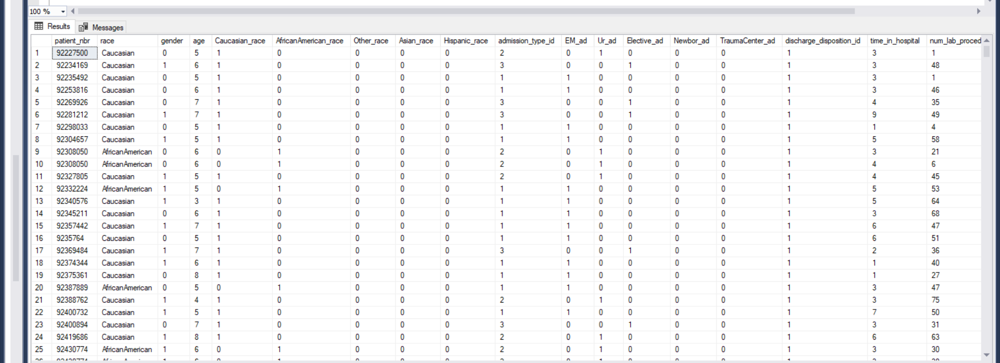 100 %
Results Messages
patient_nbr race gender age Caucasian_race AfricanAmerican_race Other_race Asian_race Hispanic_race admission_type_id EM_ad Ur_ad Elective_ad Newbor_ad TraumaCenter_ad discharge_disposition_id time_in_hospital num_lab_proced
1 92227500 Caucasian 0 5 1 0 0 0 0 2 0 1 0 0 0 1 3 1
2 92234169 Caucasian 1 6 1 0 0 0 0 3 0 0 1 0 0 1 3 48
3 92235492 Caucasian 0 5 1 0 0 0 0 1 1 0 0 0 0 1 3 1
4 92253816 Caucasian 0 6 1 0 0 0 0 1 1 0 0 0 0 1 3 46
5 92269926 Caucasian 0 7 1 0 0 0 0 3 0 0 1 0 0 1 4 35
6 92281212 Caucasian 1 7 1 0 0 0 0 3 0 0 1 0 0 1 9 49
7 92298033 Caucasian 0 5 1 0 0 0 0 1 1 0 0 0 0 1 1 4
8 92304657 Caucasian 1 5 1 0 0 0 0 1 1 0 0 0 0 1 5 58
9 92308050 AfricanAmerican 0 6 0 1 0 0 0 2 0 1 0 0 0 1 3 21
10 92308050 AfricanAmerican 0 6 0 1 0 0 0 2 0 1 0 0 0 1 4 6
11 92327805 Caucasian 1 5 1 0 0 0 0 2 0 1 0 0 0 1 4 45
12 92332224 AfricanAmerican 1 5 0 1 0 0 0 1 1 0 0 0 0 1 5 53
13 92340576 Caucasian 1 3 1 0 0 0 0 1 1 0 0 0 0 1 5 64
14 92345211 Caucasian 0 6 1 0 0 0 0 1 1 0 0 0 0 1 3 68
15 92357442 Caucasian 1 7 1 0 0 0 0 1 1 0 0 0 0 1 6 47
16 9235764 Caucasian 0 5 1 0 0 0 0 1 1 0 0 0 0 1 6 51
17 92369484 Caucasian 1 7 1 0 0 0 0 3 0 0 1 0 0 1 2 36
18 92374344 Caucasian 1 6 1 0 0 0 0 1 1 0 0 0 0 1 1 40
19 92375361 Caucasian 0 8 1 0 0 0 0 1 1 0 0 0 0 1 1 27
20 92387889 AfricanAmerican 0 5 0 1 0 0 0 1 1 0 0 0 0 1 3 47
21 92388762 Caucasian 1 4 1 0 0 0 0 2 0 1 0 0 0 1 3 75
22 92400732 Caucasian 1 5 1 0 0 0 0 1 1 0 0 0 0 1 7 50
23 92400894 Caucasian 0 7 1 0 0 0 0 3 0 0 1 0 0 1 3 31
24 92419686 Caucasian 1 8 1 0 0 0 0 2 0 1 0 0 0 1 6 63
25 92430774 AfricanAmerican 1 6 0 1 0 0 0 2 0 1 0 0 0 1 3 30